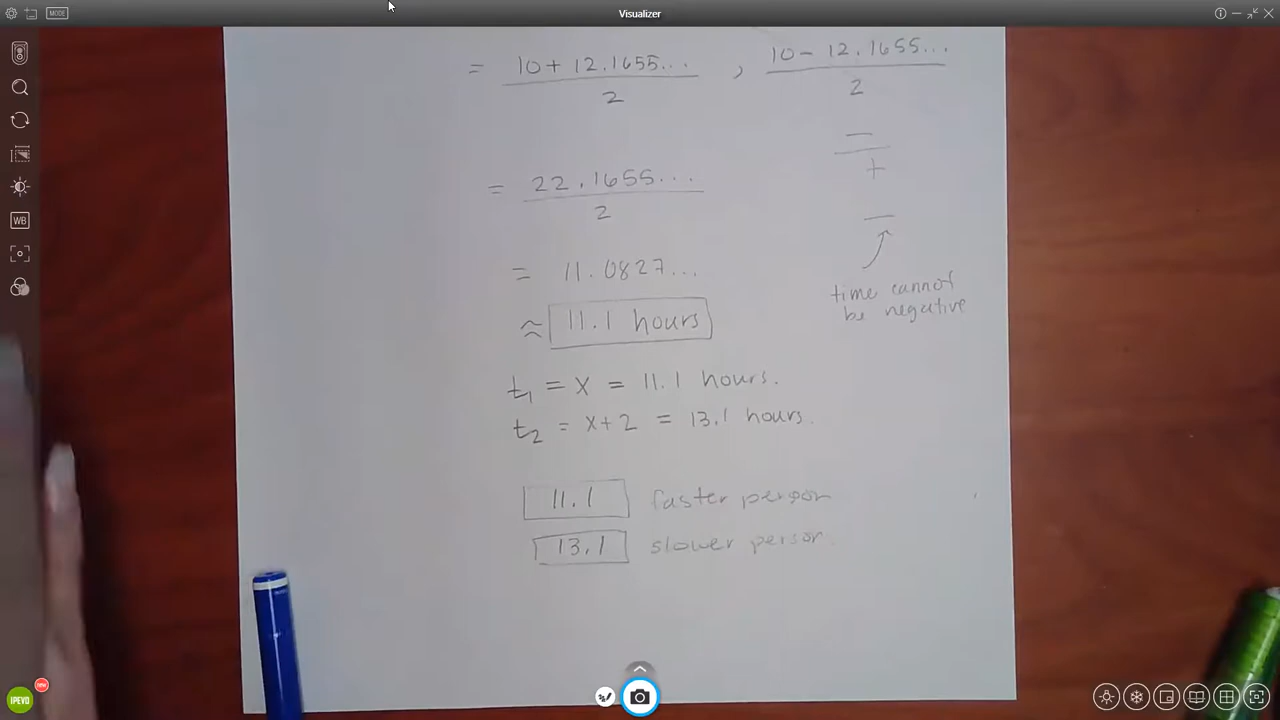 MODE
Visualizer
= 10 + 12.1655... / 2 , 10 - 12.1655... / 2
= 22.1655... / 2
— / +
—
= 11.0827...
time cannot
be negative
≈ 11.1 hours
t₁ = x = 11.1 hours.
t₂ = x+2 = 13.1 hours.
11.1 faster person
13.1 slower person.
WB
IPEVO